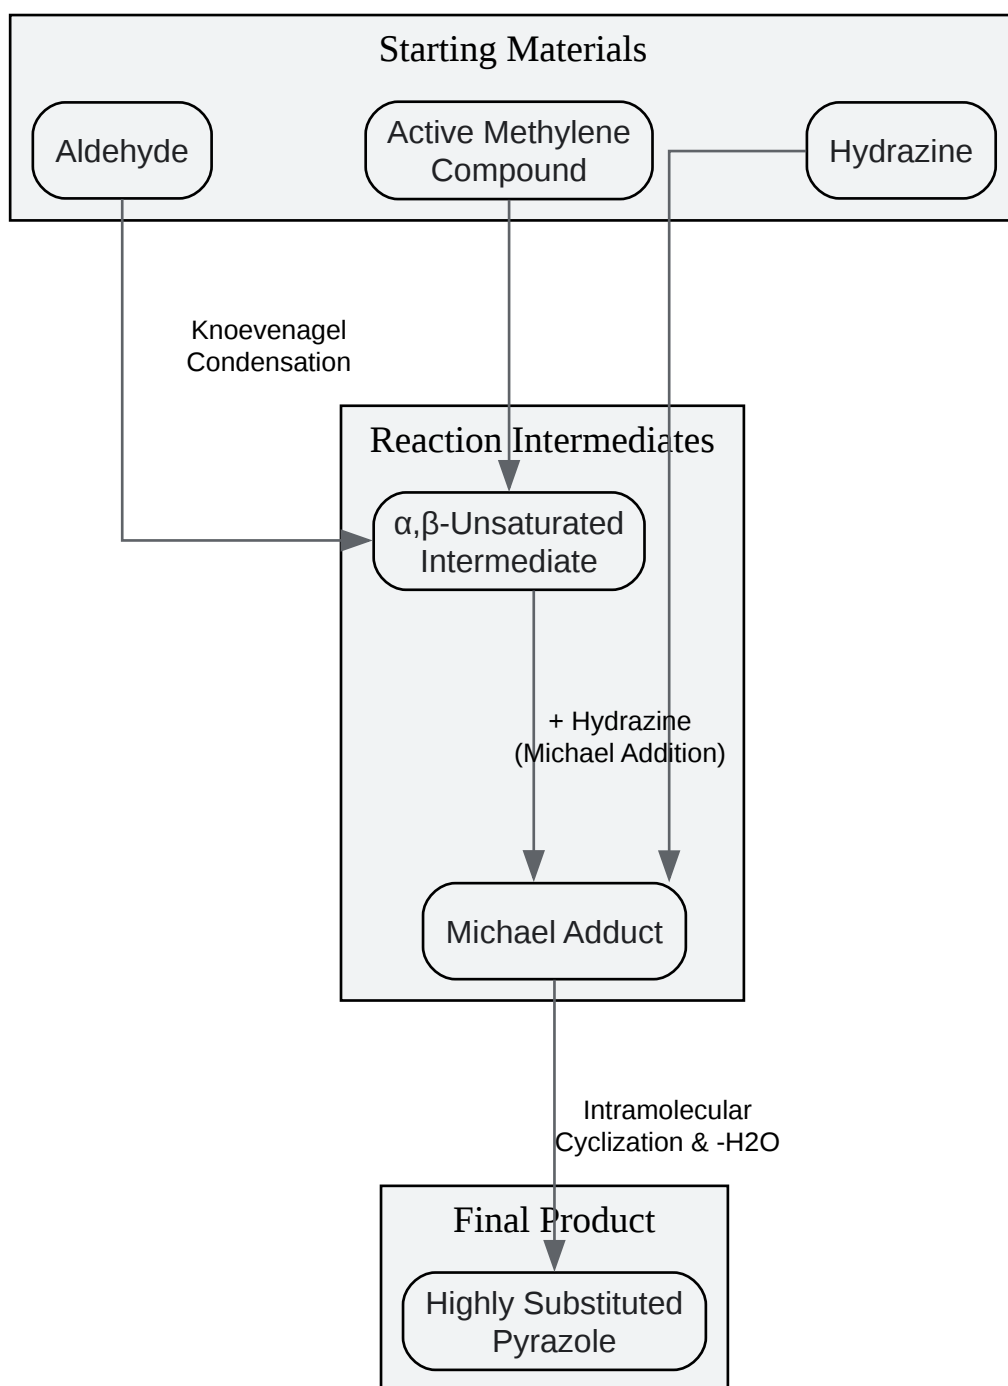 Starting Materials
Aldehyde
Active Methylene
Compound
Hydrazine
Knoevenagel
Condensation
Reaction Intermediates
α,β-Unsaturated
Intermediate
+ Hydrazine
(Michael Addition)
Michael Adduct
Intramolecular
Cyclization & -H2O
Final Product
Highly Substituted
Pyrazole